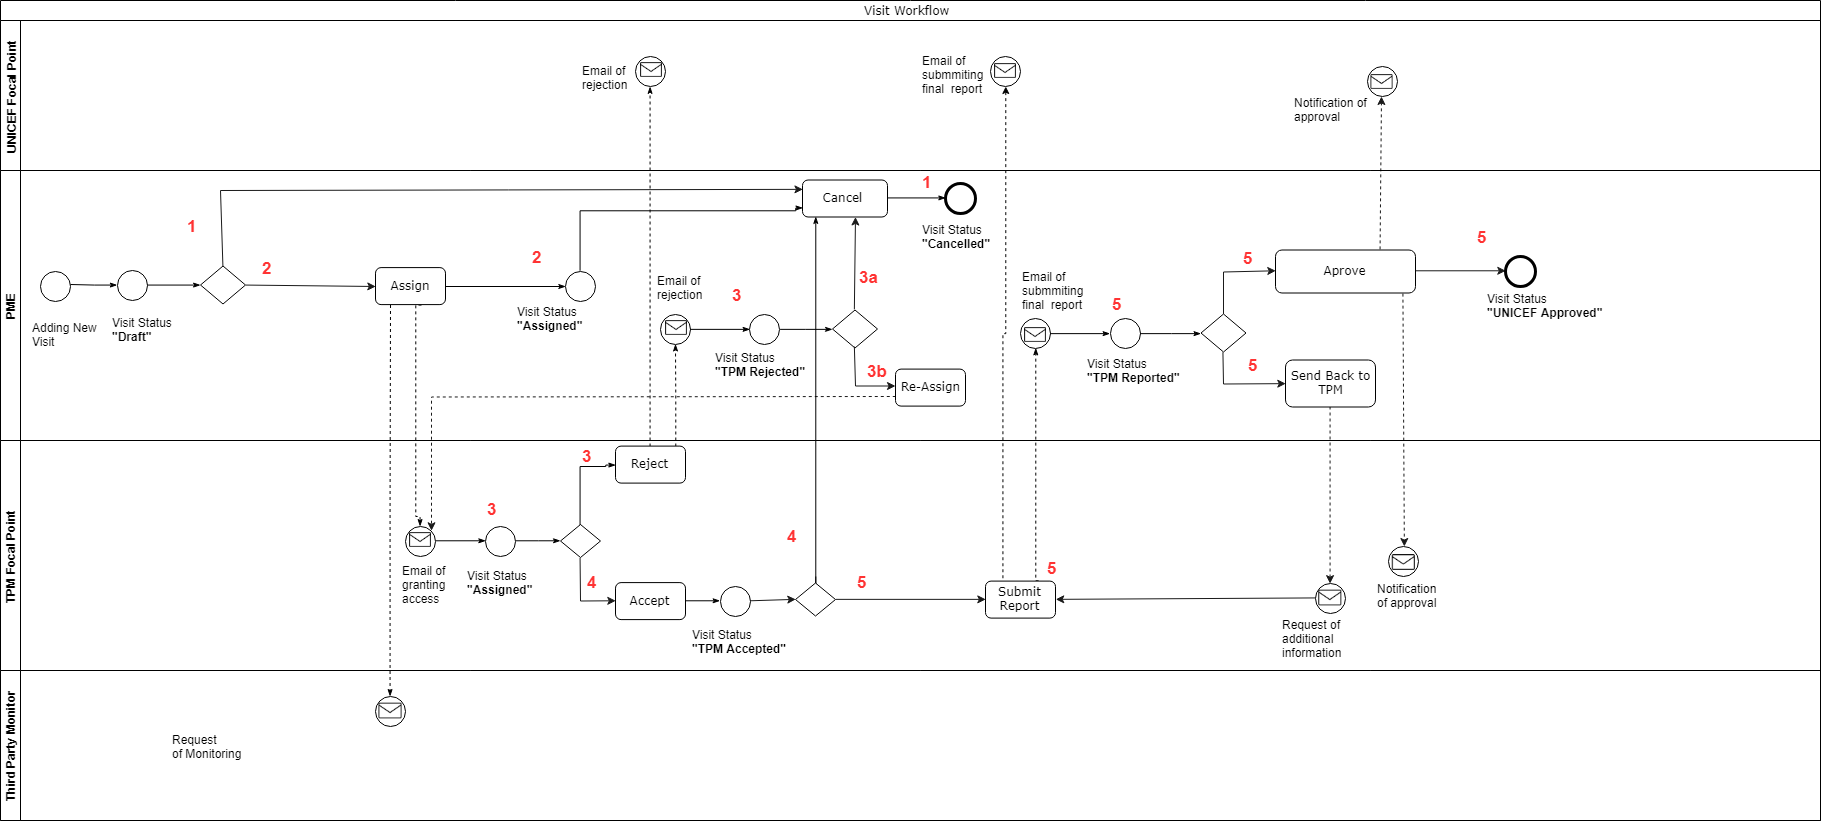 Visit Workflow
UNICEF Focal Point
Email of
rejection
Email of
submmiting
final report
Notification of
approval
PME
Adding New
Visit
Visit Status
"Draft"
1
2
Assign
2
Visit Status
"Assigned"
Cancel
1
Visit Status
"Cancelled"
Email of
rejection
3
Visit Status
"TPM Rejected"
3a
3b
Re-Assign
Email of
submmiting
final report
5
Visit Status
"TPM Reported"
5
5
Aprove
Send Back to
TPM
5
Visit Status
"UNICEF Approved"
TPM Focal Point
Email of
granting
access
3
Visit Status
"Assigned"
3
Reject
4
Accept
Visit Status
"TPM Accepted"
4
5
Submit
Report
5
Request of
additional
information
Notification
of approval
Third Party Monitor
Request
of Monitoring